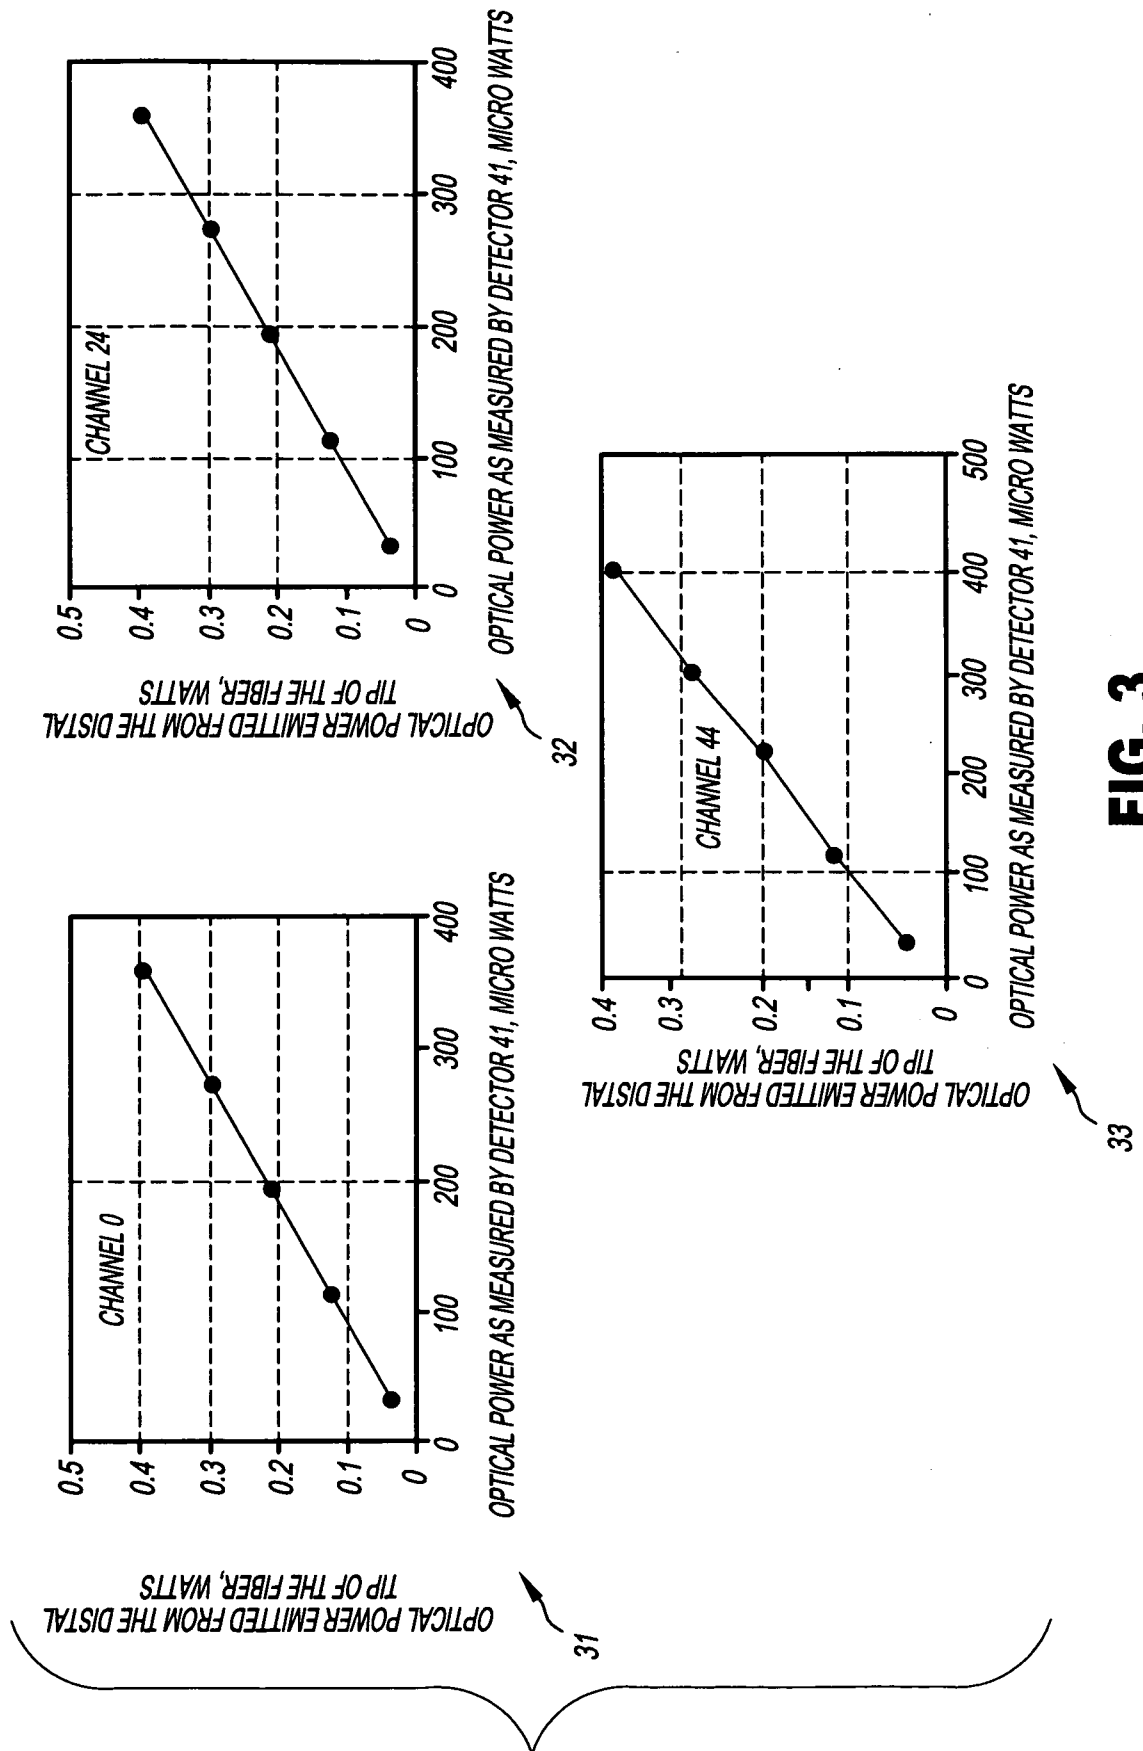 OPTICAL POWER EMITTED FROM THE DISTAL
TIP OF THE FIBER, WATTS
0.5
0.4
0.3
0.2
0.1
0
CHANNEL 0
0
100
200
300
400
OPTICAL POWER AS MEASURED BY DETECTOR 41, MICRO WATTS
31
OPTICAL POWER EMITTED FROM THE DISTAL
TIP OF THE FIBER, WATTS
0.5
0.4
0.3
0.2
0.1
0
CHANNEL 24
0
100
200
300
400
OPTICAL POWER AS MEASURED BY DETECTOR 41, MICRO WATTS
32
OPTICAL POWER EMITTED FROM THE DISTAL
TIP OF THE FIBER, WATTS
0.4
0.3
0.2
0.1
0
CHANNEL 44
0
100
200
300
400
500
OPTICAL POWER AS MEASURED BY DETECTOR 41, MICRO WATTS
33
FIG. 3